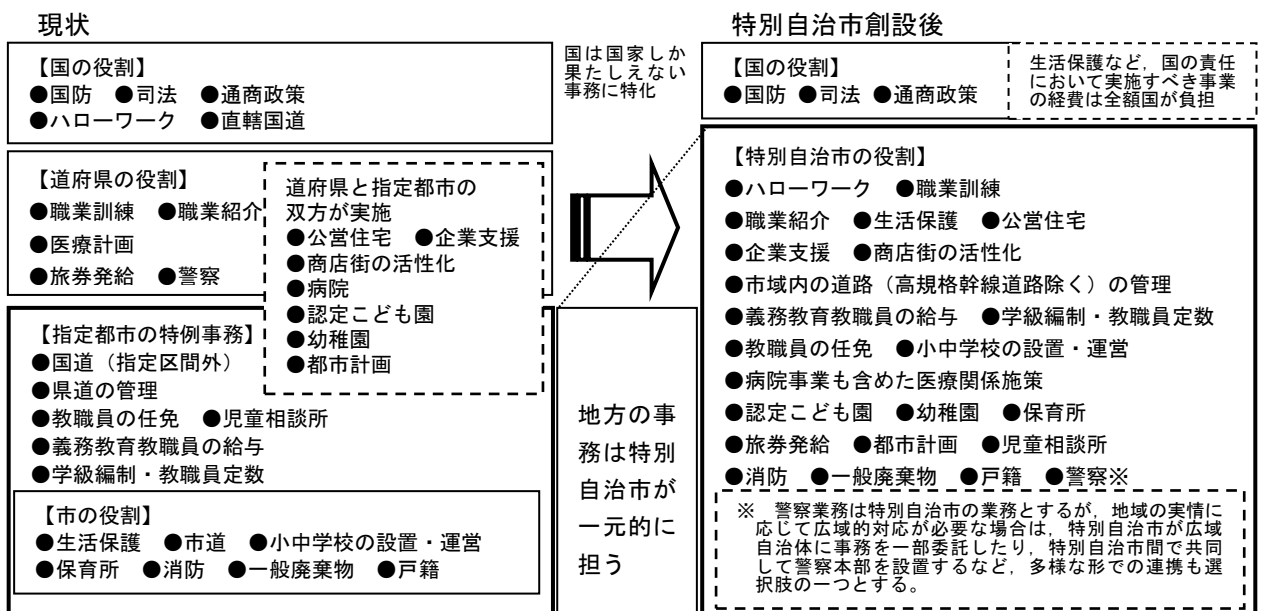 現状
【国の役割】
●国防 ●司法 ●通商政策
●ハローワーク ●直轄国道
【道府県の役割】
●職業訓練 ●職業紹介
●医療計画
●旅券発給 ●警察
道府県と指定都市の
双方が実施
●公営住宅 ●企業支援
●商店街の活性化
●病院
●認定こども園
●幼稚園
●都市計画
【指定都市の特例事務】
●国道(指定区間外)
●県道の管理
●教職員の任免 ●児童相談所
●義務教育教職員の給与
●学級編制・教職員定数
【市の役割】
●生活保護 ●市道 ●小中学校の設置・運営
●保育所 ●消防 ●一般廃棄物 ●戸籍
国は国家しか
果たしえない
事務に特化
地方の事
務は特別
自治市が
一元的に
担う
特別自治市創設後
【国の役割】
●国防 ●司法 ●通商政策
生活保護など,国の責任
において実施すべき事業
の経費は全額国が負担
【特別自治市の役割】
●ハローワーク ●職業訓練
●職業紹介 ●生活保護 ●公営住宅
●企業支援 ●商店街の活性化
●市域内の道路(高規格幹線道路除く)の管理
●義務教育教職員の給与 ●学級編制・教職員定数
●教職員の任免 ●小中学校の設置・運営
●病院事業も含めた医療関係施策
●認定こども園 ●幼稚園 ●保育所
●旅券発給 ●都市計画 ●児童相談所
●消防 ●一般廃棄物 ●戸籍 ●警察※
※ 警察業務は特別自治市の業務とするが,地域の実情に
応じて広域的対応が必要な場合は,特別自治市が広域
自治体に事務を一部委託したり,特別自治市間で共同
して警察本部を設置するなど,多様な形での連携も選
択肢の一つとする。